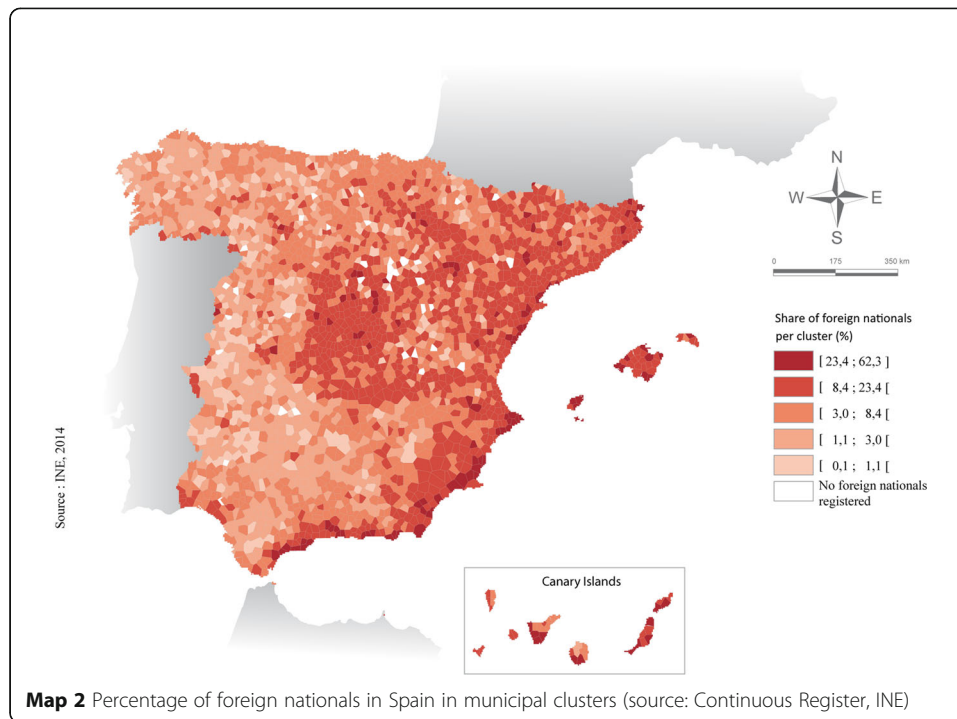 N
W E
S
0 175 350 km
Share of foreign nationals
per cluster (%)
[ 23,4 ; 62,3 ]
[ 8,4 ; 23,4 [
[ 3,0 ; 8,4 [
[ 1,1 ; 3,0 [
[ 0,1 ; 1,1 [
No foreign nationals
registered
Source : INE, 2014
Canary Islands
Map 2 Percentage of foreign nationals in Spain in municipal clusters (source: Continuous Register, INE)